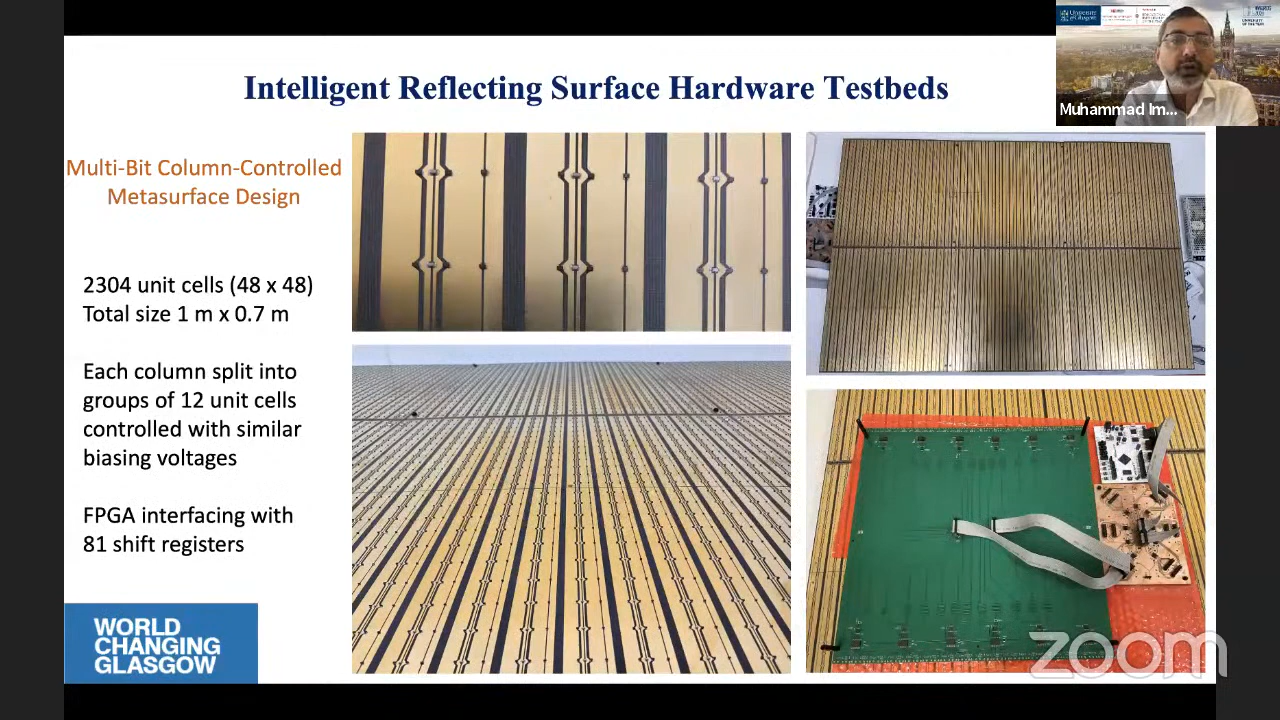 Intelligent Reflecting Surface Hardware Testbeds
Muhammad Im...
Multi-Bit Column-Controlled
Metasurface Design
2304 unit cells (48 x 48)
Total size 1 m x 0.7 m
Each column split into
groups of 12 unit cells
controlled with similar
biasing voltages
FPGA interfacing with
81 shift registers
WORLD
CHANGING
GLASGOW
zoom